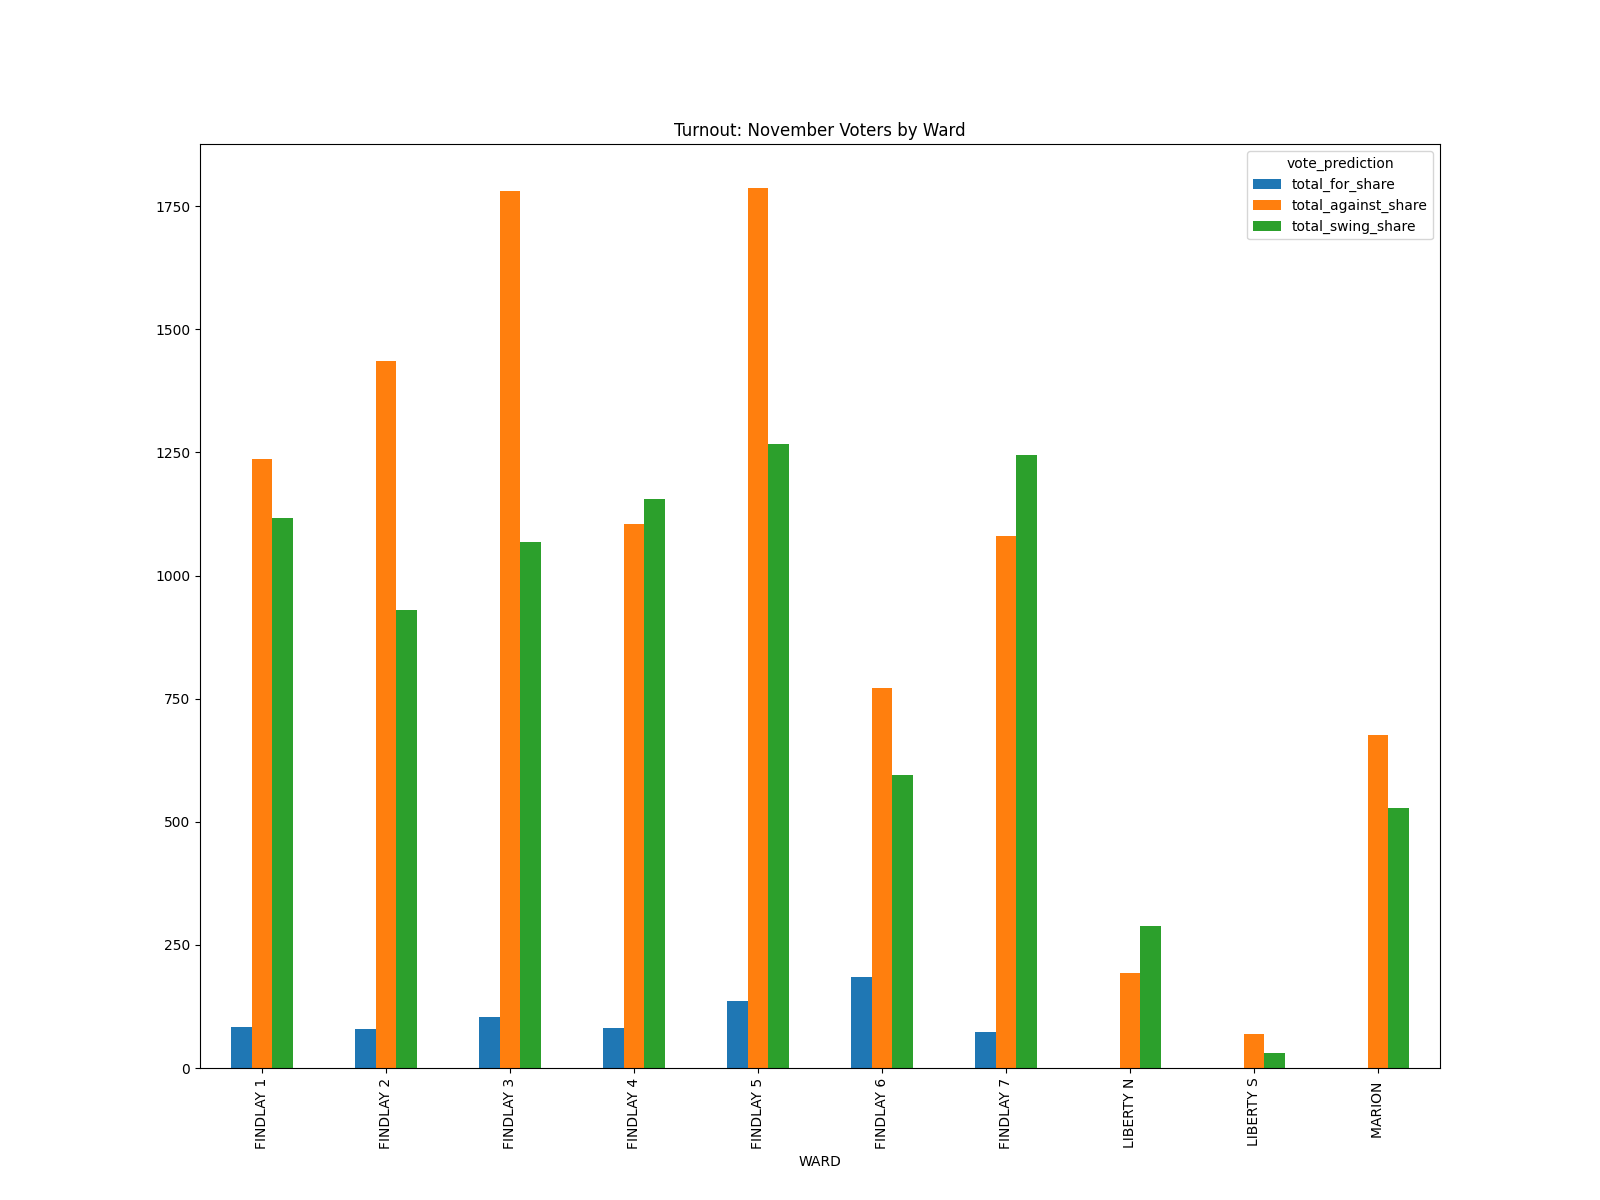 Turnout: November Voters by Ward
vote_prediction
total_for_share
total_against_share
total_swing_share
1750
1500
1250
1000
750
500
250
0
FINDLAY 1
FINDLAY 2
FINDLAY 3
FINDLAY 4
FINDLAY 5
FINDLAY 6
FINDLAY 7
LIBERTY N
LIBERTY S
MARION
WARD